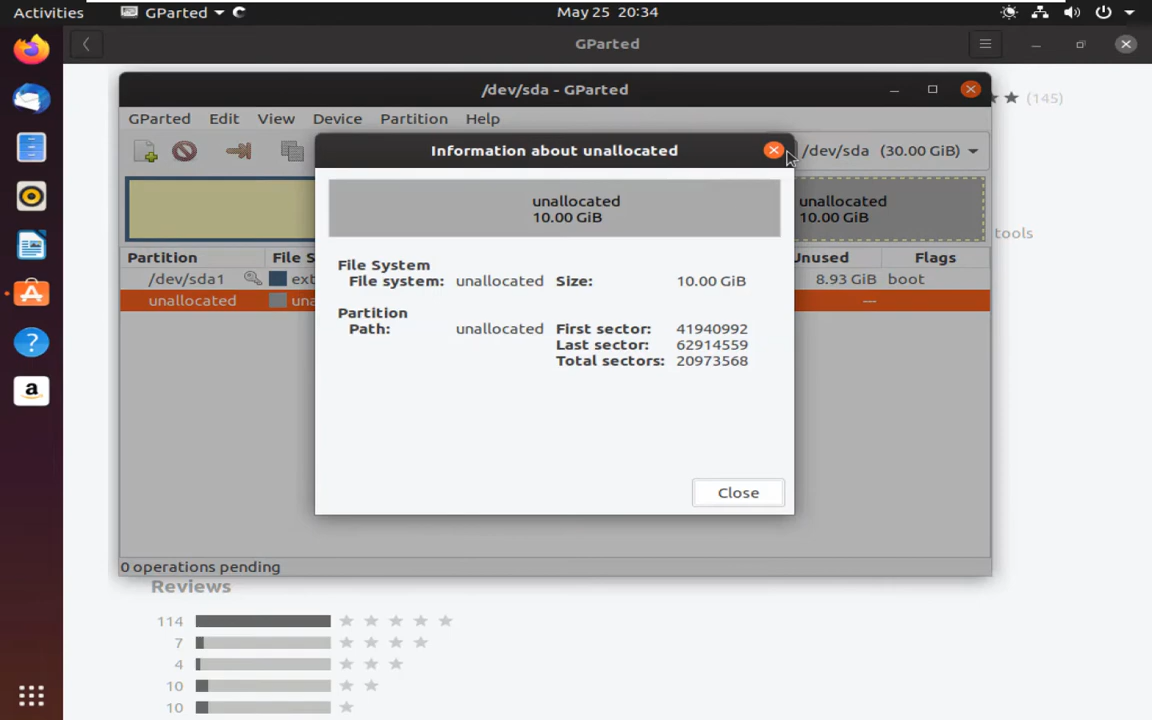 Activities GParted May 25 20:34
GParted
(145)
/dev/sda - GParted
GParted Edit View Device Partition Help
/dev/sda (30.00 GiB)
Information about unallocated
unallocated
10.00 GiB
unallocated
10.00 GiB
tools
Partition File S Unused Flags
/dev/sda1 ext 8.93 GiB boot
unallocated una ---
File System
File system: unallocated Size: 10.00 GiB
Partition
Path: unallocated First sector: 41940992
Last sector: 62914559
Total sectors: 20973568
Close
0 operations pending
Reviews
114
7
4
10
10
a
?